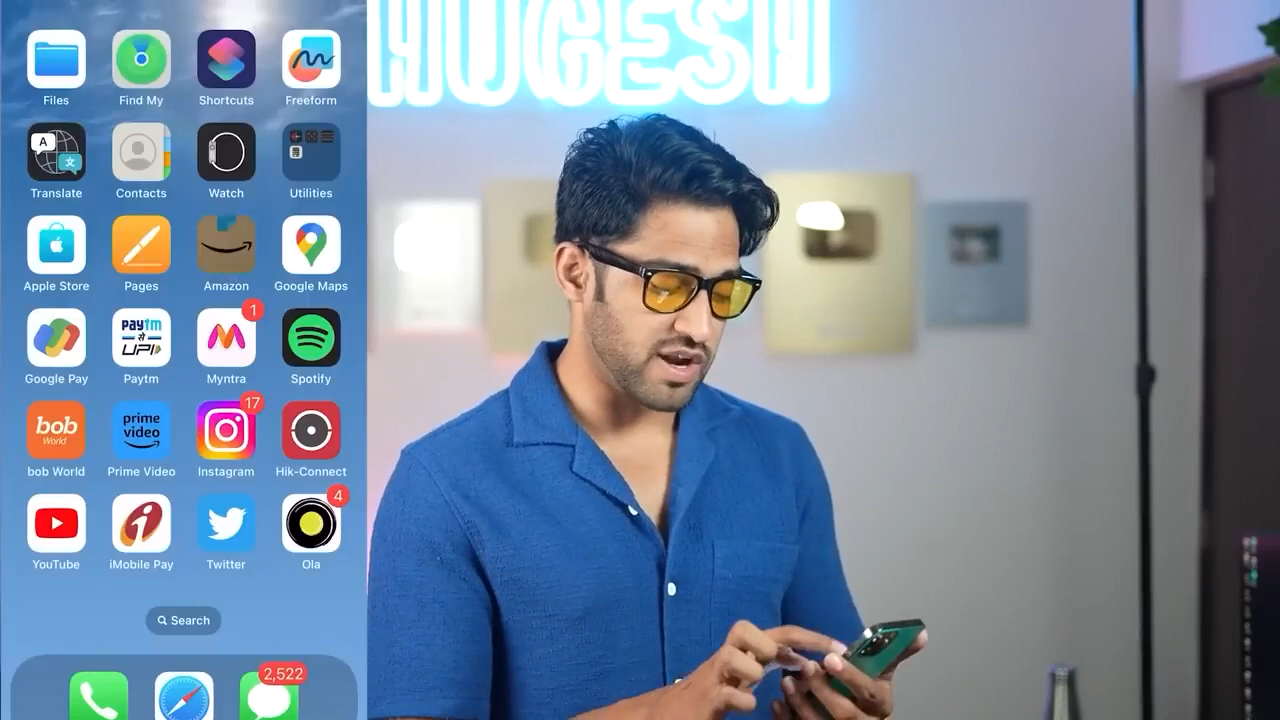 HUGESH
Files
Find My
Shortcuts
Freeform
A
文
Translate
Contacts
Watch
Utilities
Apple Store
Pages
Amazon
Google Maps
1
Paytm
से
UPI
Google Pay
Paytm
Myntra
Spotify
17
bob
World
prime
video
bob World
Prime Video
Instagram
Hik-Connect
4
i
YouTube
iMobile Pay
Twitter
Ola
Search
2,522